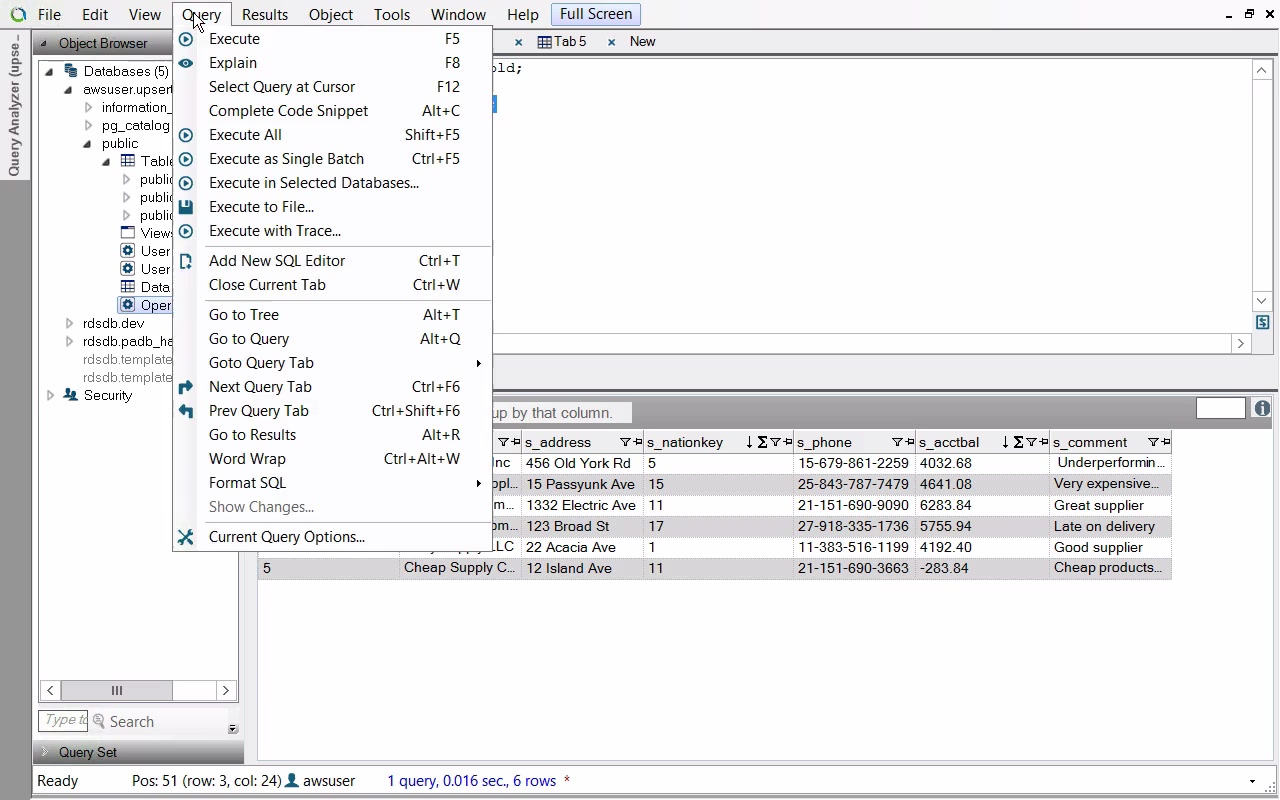 File Edit View Query Results Object Tools Window Help Full Screen
Query Analyzer (upse...
Object Browser
× Tab 5 × New
Databases (5)
awsuser.upsert
information_
pg_catalog
public
Table
public
public
public
Views
User
User
Data
Oper
rdsdb.dev
rdsdb.padb_ha
rdsdb.template
rdsdb.template
Security
Execute F5
Explain F8
Select Query at Cursor F12
Complete Code Snippet Alt+C
Execute All Shift+F5
Execute as Single Batch Ctrl+F5
Execute in Selected Databases...
Execute to File...
Execute with Trace...
Add New SQL Editor Ctrl+T
Close Current Tab Ctrl+W
Go to Tree Alt+T
Go to Query Alt+Q
Goto Query Tab
Next Query Tab Ctrl+F6
Prev Query Tab Ctrl+Shift+F6
Go to Results Alt+R
Word Wrap Ctrl+Alt+W
Format SQL
Show Changes...
Current Query Options...
old;
up by that column.
s_address s_nationkey s_phone s_acctbal s_comment
Inc 456 Old York Rd 5 15-679-861-2259 4032.68 Underperformin...
ppl... 15 Passyunk Ave 15 25-843-787-7479 4641.08 Very expensive...
m... 1332 Electric Ave 11 21-151-690-9090 6283.84 Great supplier
om... 123 Broad St 17 27-918-335-1736 5755.94 Late on delivery
LLC 22 Acacia Ave 1 11-383-516-1199 4192.40 Good supplier
5 Cheap Supply C... 12 Island Ave 11 21-151-690-3663 -283.84 Cheap products...
Type to Search
Query Set
Ready Pos: 51 (row: 3, col: 24) awsuser 1 query, 0.016 sec., 6 rows *